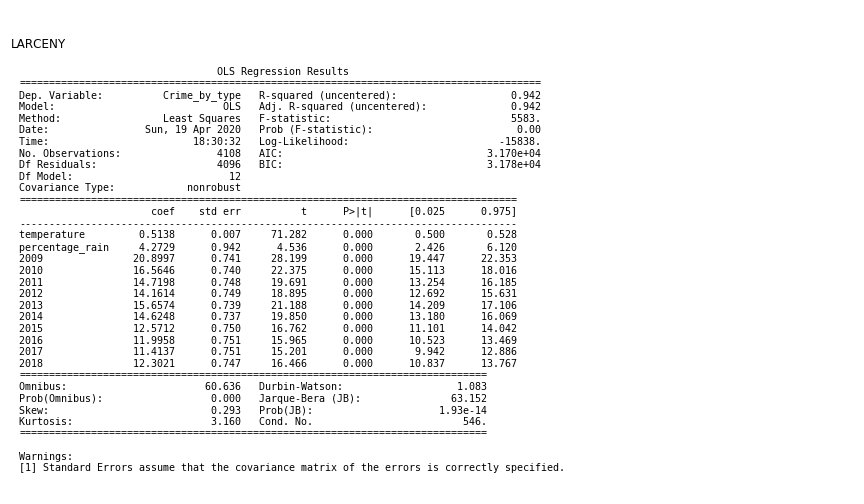 LARCENY
                                 OLS Regression Results
=======================================================================================
Dep. Variable:          Crime_by_type   R-squared (uncentered):                   0.942
Model:                            OLS   Adj. R-squared (uncentered):              0.942
Method:                 Least Squares   F-statistic:                              5583.
Date:                Sun, 19 Apr 2020   Prob (F-statistic):                        0.00
Time:                        18:30:32   Log-Likelihood:                         -15838.
No. Observations:                4108   AIC:                                  3.170e+04
Df Residuals:                    4096   BIC:                                  3.178e+04
Df Model:                          12
Covariance Type:            nonrobust
===================================================================================
                      coef    std err          t      P>|t|      [0.025      0.975]
-----------------------------------------------------------------------------------
temperature         0.5138      0.007     71.282      0.000       0.500       0.528
percentage_rain     4.2729      0.942      4.536      0.000       2.426       6.120
2009               20.8997      0.741     28.199      0.000      19.447      22.353
2010               16.5646      0.740     22.375      0.000      15.113      18.016
2011               14.7198      0.748     19.691      0.000      13.254      16.185
2012               14.1614      0.749     18.895      0.000      12.692      15.631
2013               15.6574      0.739     21.188      0.000      14.209      17.106
2014               14.6248      0.737     19.850      0.000      13.180      16.069
2015               12.5712      0.750     16.762      0.000      11.101      14.042
2016               11.9958      0.751     15.965      0.000      10.523      13.469
2017               11.4137      0.751     15.201      0.000       9.942      12.886
2018               12.3021      0.747     16.466      0.000      10.837      13.767
==============================================================================
Omnibus:                       60.636   Durbin-Watson:                   1.083
Prob(Omnibus):                  0.000   Jarque-Bera (JB):               63.152
Skew:                           0.293   Prob(JB):                     1.93e-14
Kurtosis:                       3.160   Cond. No.                         546.
==============================================================================
Warnings:
[1] Standard Errors assume that the covariance matrix of the errors is correctly specified.